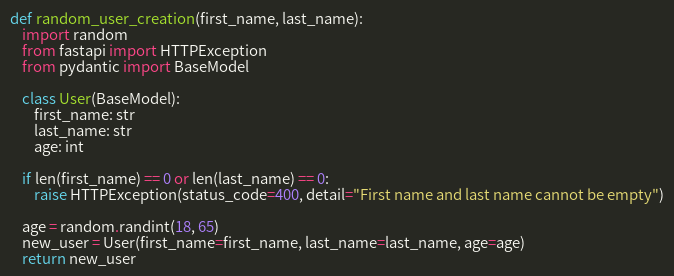 def random_user_creation(first_name, last_name):
    import random
    from fastapi import HTTPException
    from pydantic import BaseModel

    class User(BaseModel):
        first_name: str
        last_name: str
        age: int

    if len(first_name) == 0 or len(last_name) == 0:
        raise HTTPException(status_code=400, detail="First name and last name cannot be empty")

    age = random.randint(18, 65)
    new_user = User(first_name=first_name, last_name=last_name, age=age)
    return new_user